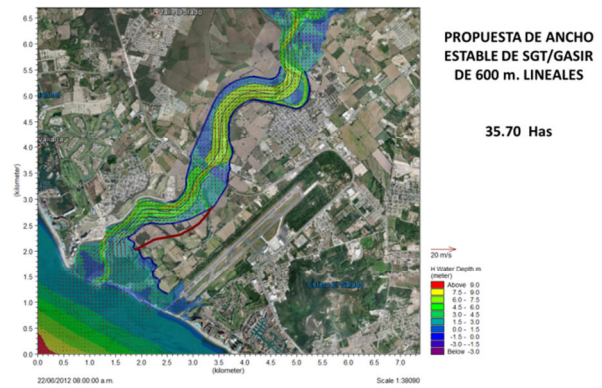 PROPUESTA DE ANCHO
ESTABLE DE SGT/GASIR
DE 600 m. LINEALES
35.70 Has
6.5
6.0
5.5
5.0
4.5
4.0
3.5
3.0
2.5
2.0
1.5
1.0
0.5
0.0
(kilometer)
0.0 0.5 1.0 1.5 2.0 2.5 3.0 3.5 4.0 4.5 5.0 5.5 6.0 6.5 7.0
(kilometer)
22/06/2012 08:00:00 a.m.
Scale 1:38090
20 m/s
H Water Depth m
(meter)
Above 9.0
7.5 - 9.0
6.0 - 7.5
4.5 - 6.0
3.0 - 4.5
1.5 - 3.0
0.0 - 1.5
-1.5 - 0.0
-3.0 - -1.5
Below -3.0